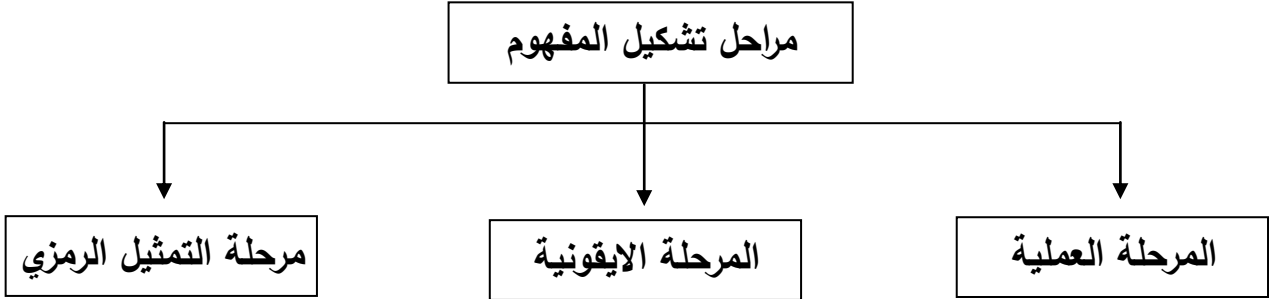 مراحل تشكيل المفهوم
المرحلة العملية
المرحلة الايقونية
مرحلة التمثيل الرمزي